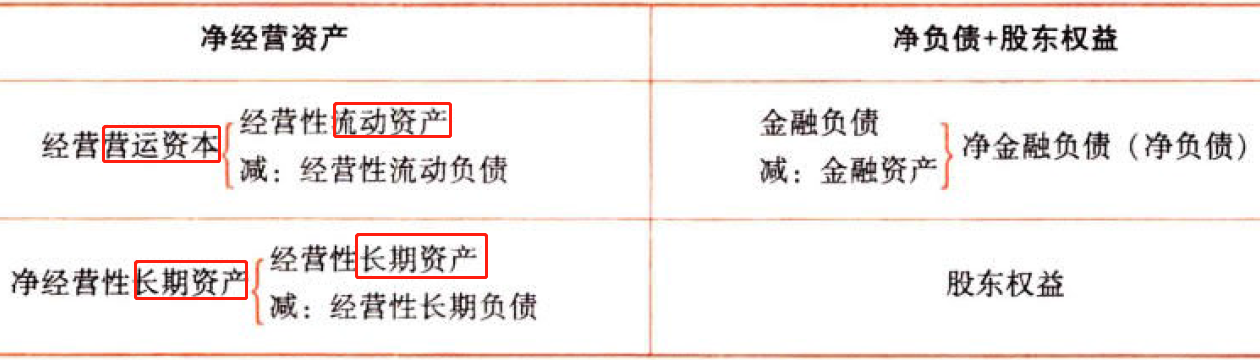 净经营资产
净负债+股东权益
经营营运资本
经营性流动资产
减：经营性流动负债
金融负债
减：金融资产
净金融负债（净负债）
净经营性长期资产
经营性长期资产
减：经营性长期负债
股东权益